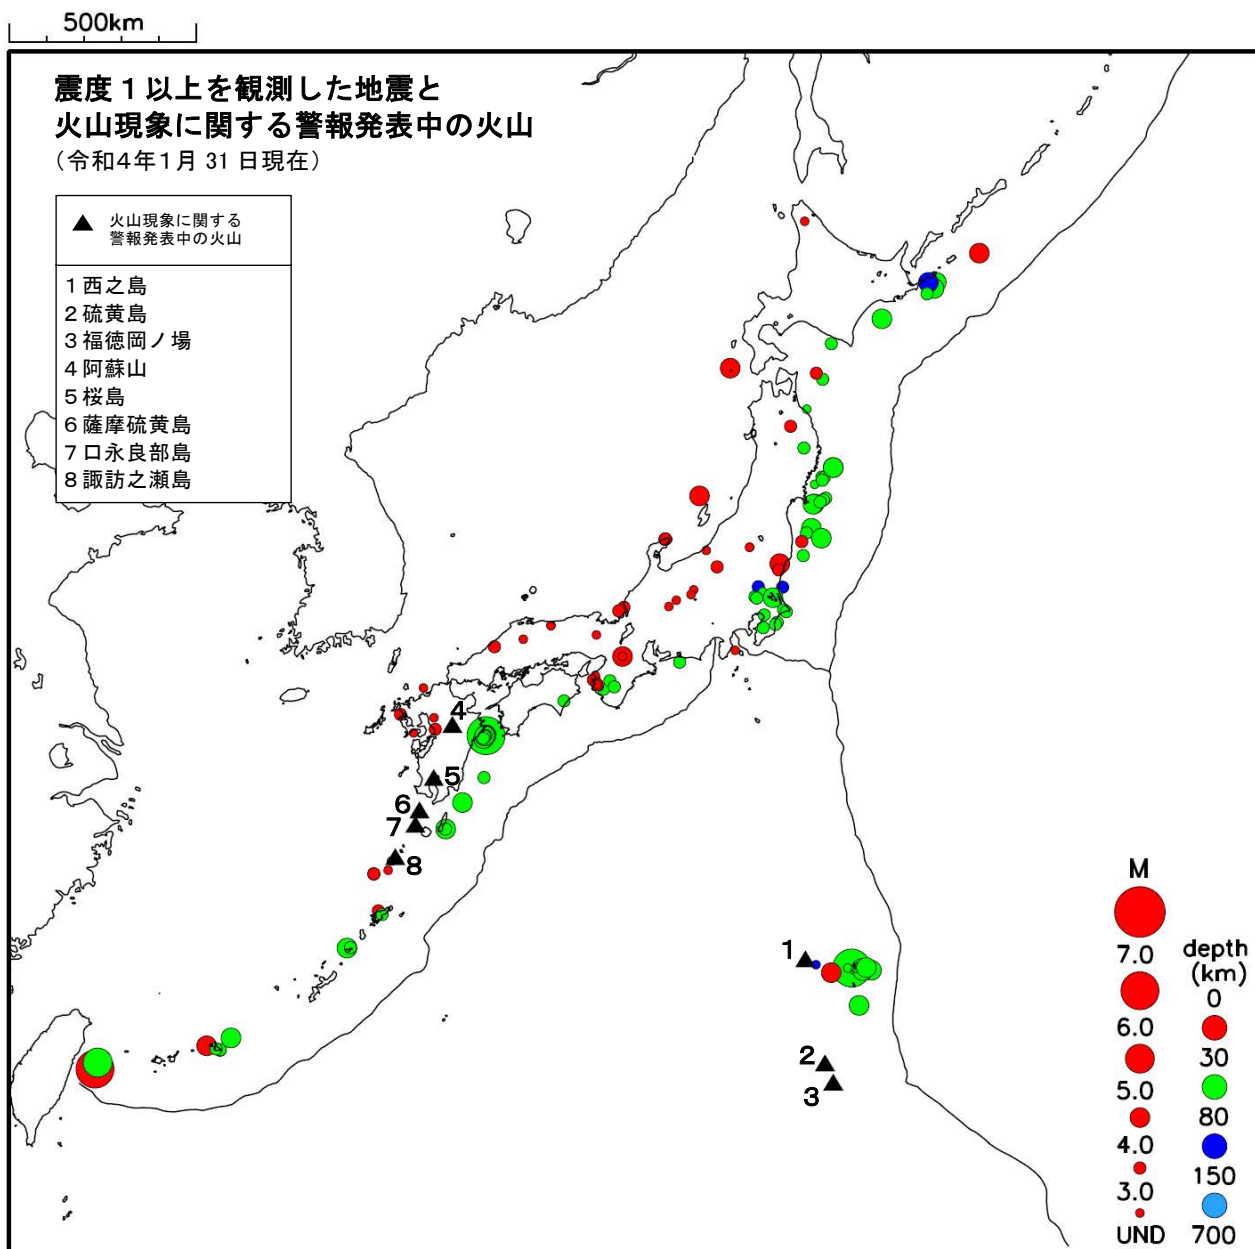 500km
震度１以上を観測した地震と
火山現象に関する警報発表中の火山
（令和4年1月 31 日現在）
▲ 火山現象に関する
警報発表中の火山
1 西之島
2 硫黄島
3 福徳岡ノ場
4 阿蘇山
5 桜島
6 薩摩硫黄島
7 口永良部島
8 諏訪之瀬島
4
5
6
7
8
1
2
3
M
7.0
6.0
5.0
4.0
3.0
UND
depth
(km)
0
30
80
150
700